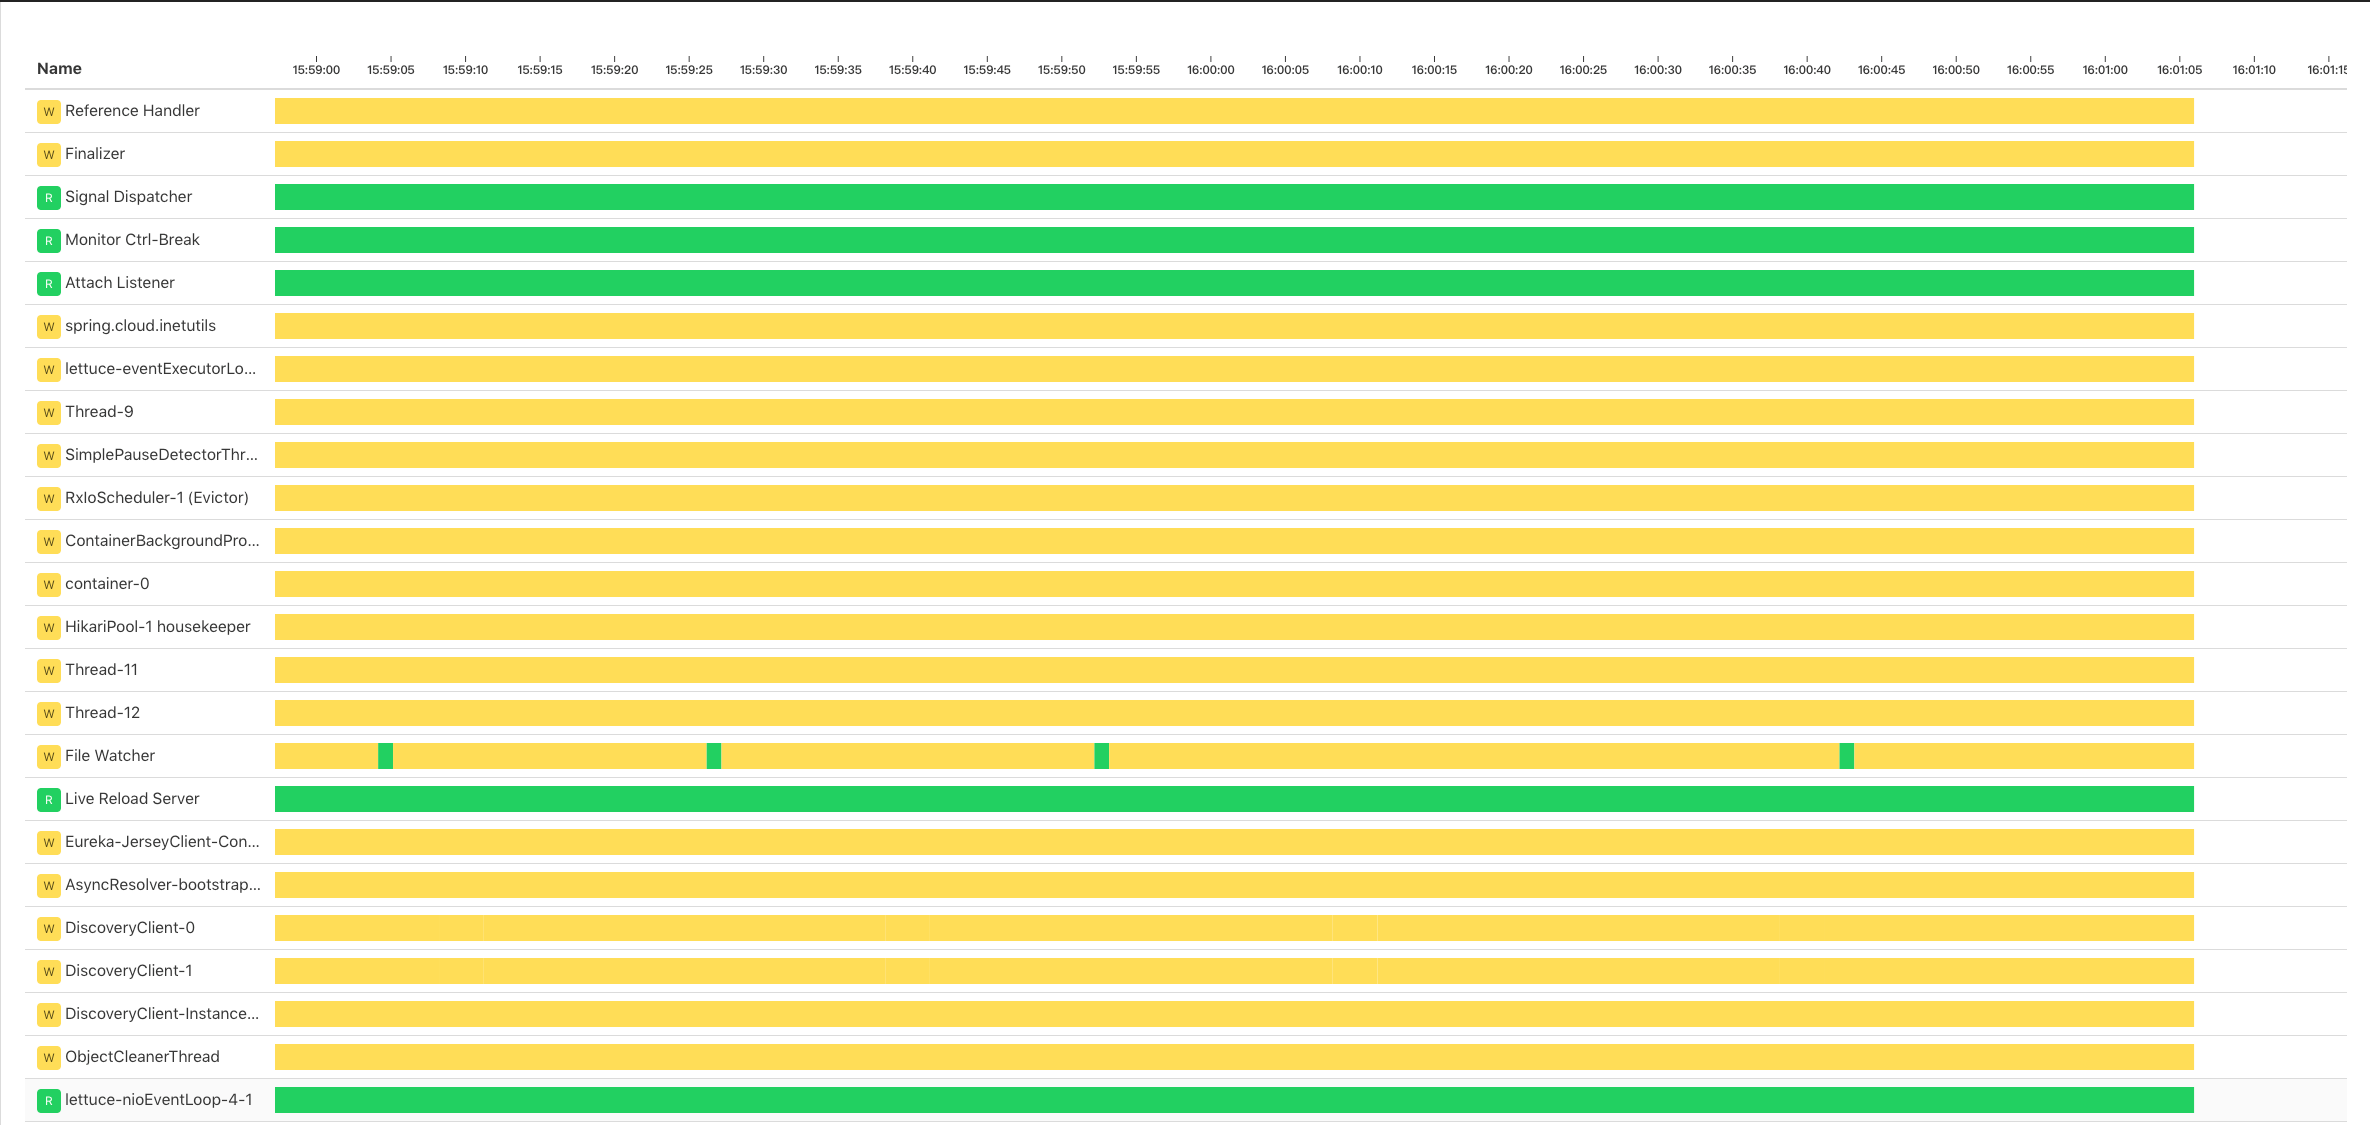 Name 15:59:00 15:59:05 15:59:10 15:59:15 15:59:20 15:59:25 15:59:30 15:59:35 15:59:40 15:59:45 15:59:50 15:59:55 16:00:00 16:00:05 16:00:10 16:00:15 16:00:20 16:00:25 16:00:30 16:00:35 16:00:40 16:00:45 16:00:50 16:00:55 16:01:00 16:01:05 16:01:10 16:01:15
W Reference Handler
W Finalizer
R Signal Dispatcher
R Monitor Ctrl-Break
R Attach Listener
W spring.cloud.inetutils
W lettuce-eventExecutorLo...
W Thread-9
W SimplePauseDetectorThr...
W RxIoScheduler-1 (Evictor)
W ContainerBackgroundPro...
W container-0
W HikariPool-1 housekeeper
W Thread-11
W Thread-12
W File Watcher
R Live Reload Server
W Eureka-JerseyClient-Con...
W AsyncResolver-bootstrap...
W DiscoveryClient-0
W DiscoveryClient-1
W DiscoveryClient-Instance...
W ObjectCleanerThread
R lettuce-nioEventLoop-4-1